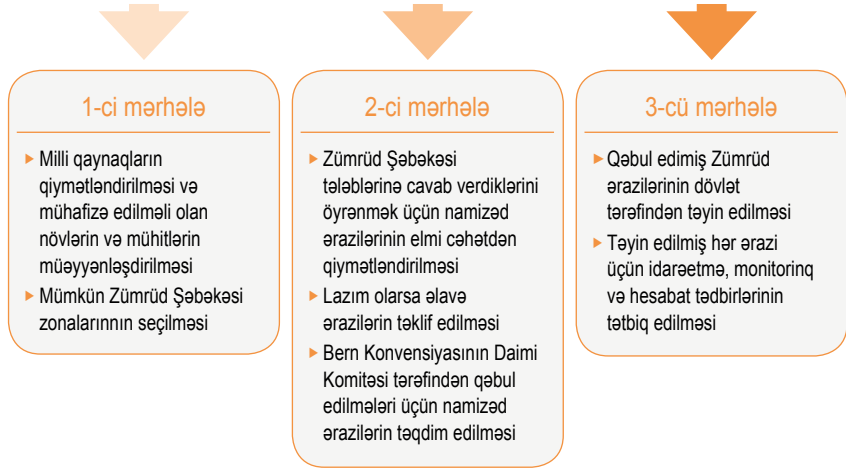 1-ci mərhələ
▶ Milli qaynaqların
qiymətləndirilməsi və
mühafizə edilməli olan
növlərin və mühitlərin
müəyyənləşdirilməsi
▶ Mümkün Zümrüd Şəbəkəsi
zonalarınnın seçilməsi
2-ci mərhələ
▶ Zümrüd Şəbəkəsi
tələblərinə cavab verdiklərini
öyrənmək üçün namizəd
ərazilərinin elmi cəhətdən
qiymətləndirilməsi
▶ Lazım olarsa əlavə
ərazilərin təklif edilməsi
▶ Bern Konvensiyasının Daimi
Komitəsi tərəfindən qəbul
edilmələri üçün namizəd
ərazilərin təqdim edilməsi
3-cü mərhələ
▶ Qəbul edimiş Zümrüd
ərazilərinin dövlət
tərəfindən təyin edilməsi
▶ Təyin edilmiş hər ərazi
üçün idarəetmə, monitorinq
və hesabat tədbirlərinin
tətbiq edilməsi